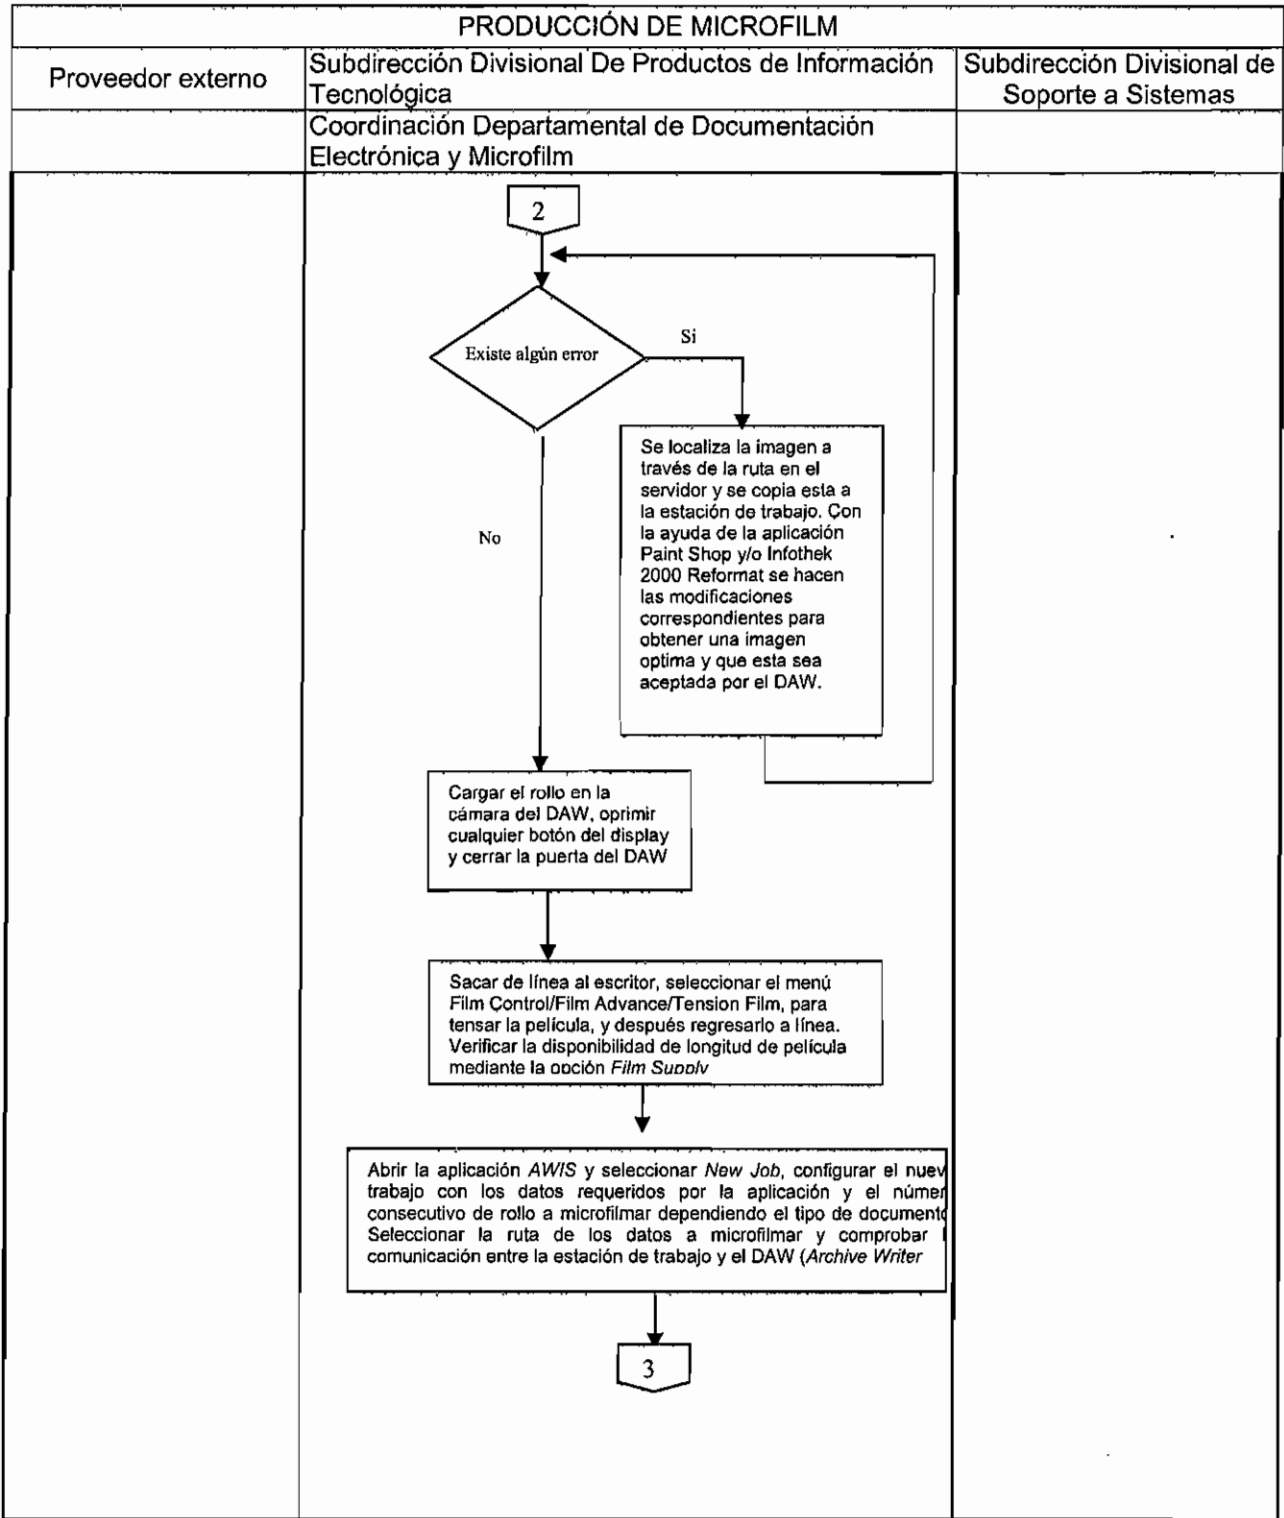 PRODUCCIÓN DE MICROFILM
Proveedor externo
Subdirección Divisional De Productos de Información
Tecnológica
Subdirección Divisional de
Soporte a Sistemas
Coordinación Departamental de Documentación
Electrónica y Microfilm
2
Existe algún error
Si
Se localiza la imagen a
través de la ruta en el
servidor y se copia esta a
la estación de trabajo. Con
la ayuda de la aplicación
Paint Shop y/o Infothek
2000 Reformat se hacen
las modificaciones
correspondientes para
obtener una imagen
optima y que esta sea
aceptada por el DAW.
No
Cargar el rollo en la
cámara del DAW, oprimir
cualquier botón del display
y cerrar la puerta del DAW
Sacar de línea al escritor, seleccionar el menú
Film Control/Film Advance/Tension Film, para
tensar la película, y después regresarlo a línea.
Verificar la disponibilidad de longitud de película
mediante la opción Film Supply
Abrir la aplicación AWIS y seleccionar New Job, configurar el nuev
trabajo con los datos requeridos por la aplicación y el númer
consecutivo de rollo a microfilmar dependiendo el tipo de documento
Seleccionar la ruta de los datos a microfilmar y comprobar l
comunicación entre la estación de trabajo y el DAW (Archive Writer
3